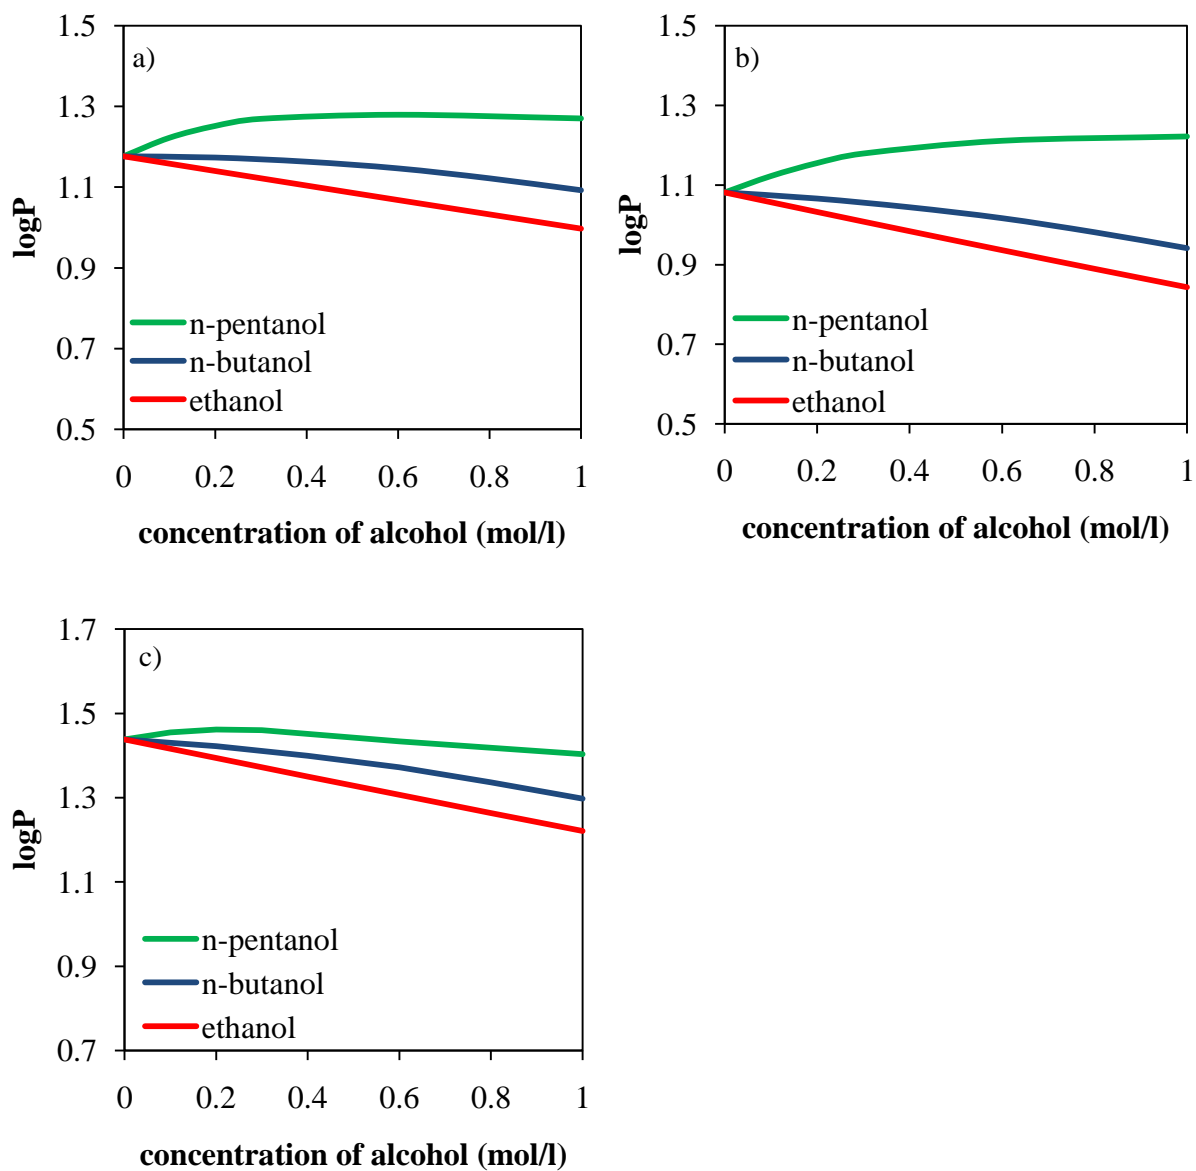 a)
1.5
1.3
1.1
0.9
0.7
0.5
logP
n-pentanol
n-butanol
ethanol
0 0.2 0.4 0.6 0.8 1
concentration of alcohol (mol/l)
b)
1.5
1.3
1.1
0.9
0.7
0.5
logP
n-pentanol
n-butanol
ethanol
0 0.2 0.4 0.6 0.8 1
concentration of alcohol (mol/l)
c)
1.7
1.5
1.3
1.1
0.9
0.7
logP
n-pentanol
n-butanol
ethanol
0 0.2 0.4 0.6 0.8 1
concentration of alcohol (mol/l)